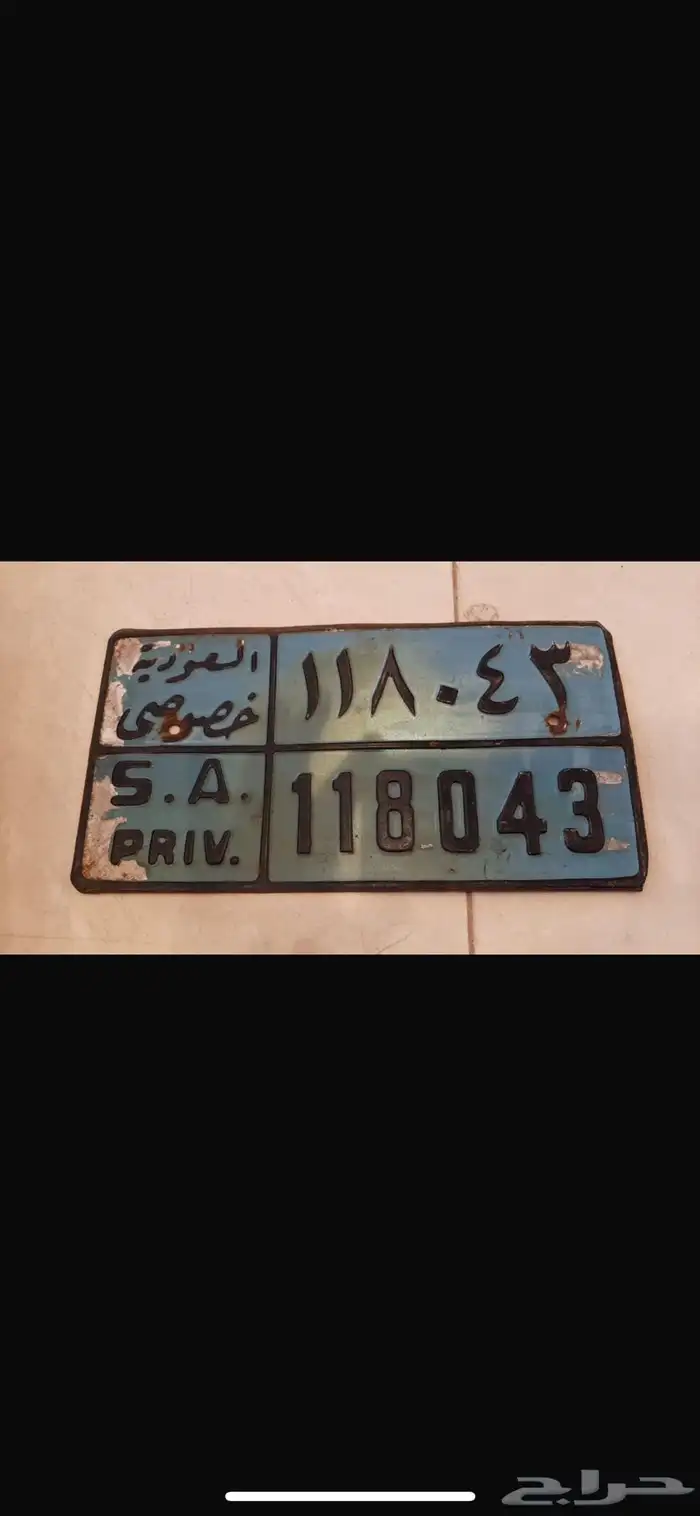 السعودية
خصوصي
١١٨٠٤٣
S.A.
PRIV.
118043
حراج